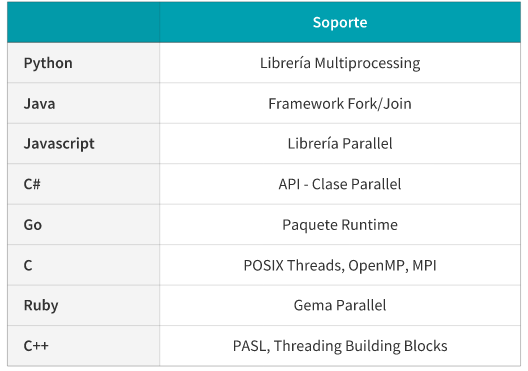 Soporte
Python Librería Multiprocessing
Java Framework Fork/Join
Javascript Librería Parallel
C# API - Clase Parallel
Go Paquete Runtime
C POSIX Threads, OpenMP, MPI
Ruby Gema Parallel
C++ PASL, Threading Building Blocks